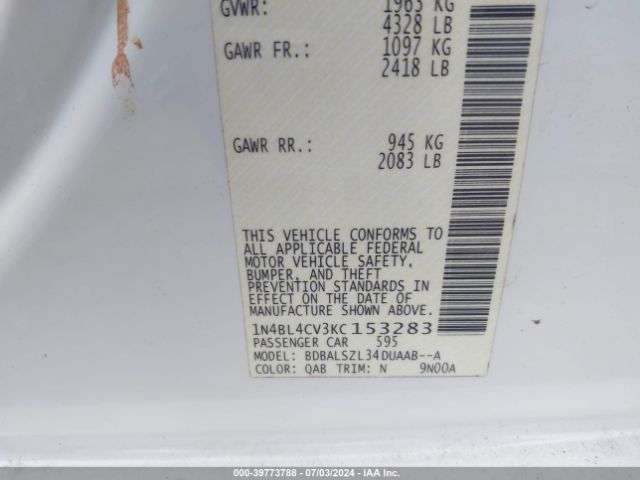 GVWR: 1963 KG
4328 LB
GAWR FR.: 1097 KG
2418 LB
GAWR RR.: 945 KG
2083 LB
THIS VEHICLE CONFORMS TO
ALL APPLICABLE FEDERAL
MOTOR VEHICLE SAFETY,
BUMPER, AND THEFT
PREVENTION STANDARDS IN
EFFECT ON THE DATE OF
MANUFACTURE SHOWN ABOVE.
1N4BL4CV3KC153283
PASSENGER CAR 595
MODEL: BDBALSZL34DUAAB--A
COLOR: QAB TRIM: N 9N00A
000-39773788 - 07/03/2024 - IAA Inc.